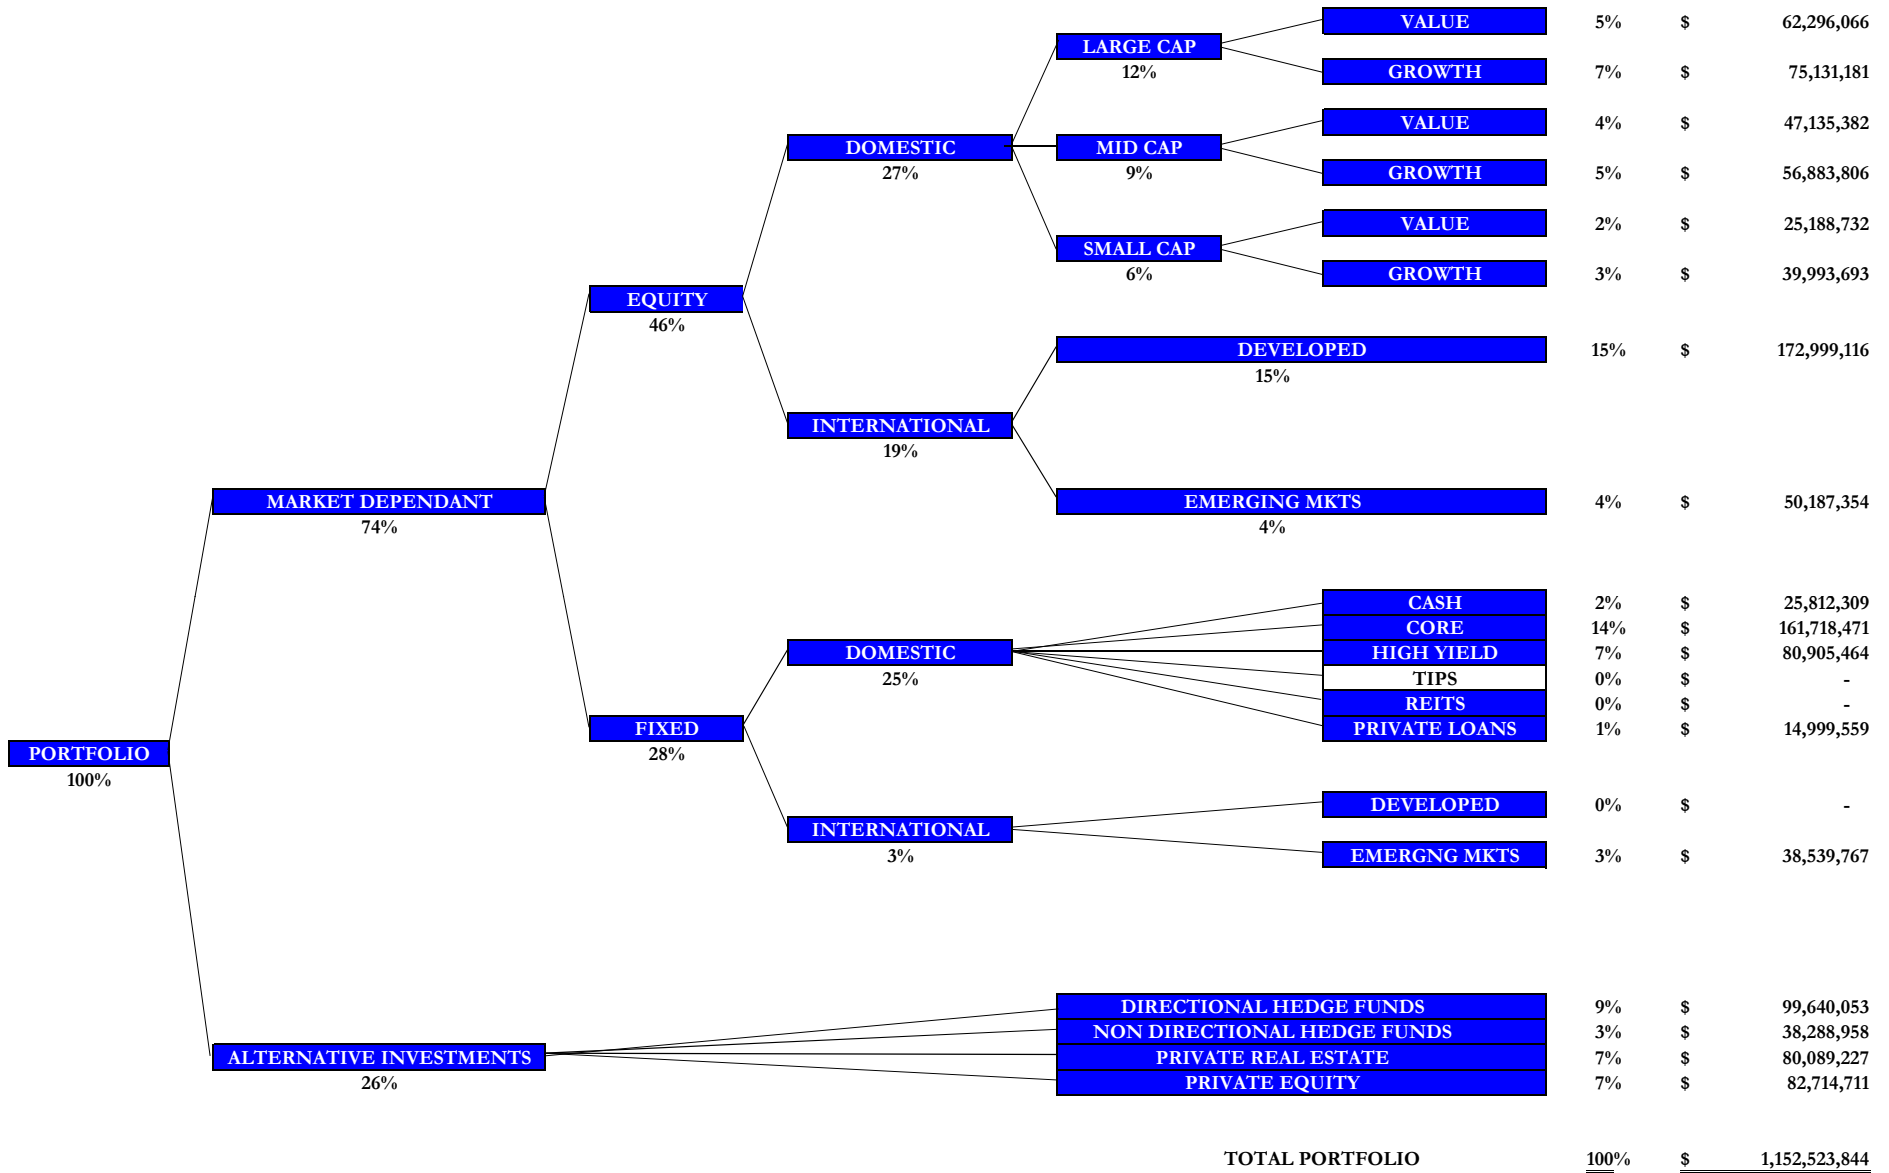 VALUE 5% $ 62,296,066
LARGE CAP
12%
GROWTH 7% $ 75,131,181
VALUE 4% $ 47,135,382
DOMESTIC MID CAP
27% 9%
GROWTH 5% $ 56,883,806
VALUE 2% $ 25,188,732
SMALL CAP
6%
GROWTH 3% $ 39,993,693
EQUITY
46%
DEVELOPED 15% $ 172,999,116
15%
INTERNATIONAL
19%
MARKET DEPENDANT EMERGING MKTS 4% $ 50,187,354
74% 4%
CASH 2% $ 25,812,309
CORE 14% $ 161,718,471
DOMESTIC HIGH YIELD 7% $ 80,905,464
25% TIPS 0% $ -
REITS 0% $ -
FIXED PRIVATE LOANS 1% $ 14,999,559
PORTFOLIO 28%
100%
DEVELOPED 0% $ -
INTERNATIONAL
3% EMERGNG MKTS 3% $ 38,539,767
DIRECTIONAL HEDGE FUNDS 9% $ 99,640,053
NON DIRECTIONAL HEDGE FUNDS 3% $ 38,288,958
ALTERNATIVE INVESTMENTS PRIVATE REAL ESTATE 7% $ 80,089,227
26% PRIVATE EQUITY 7% $ 82,714,711
TOTAL PORTFOLIO 100% $ 1,152,523,844